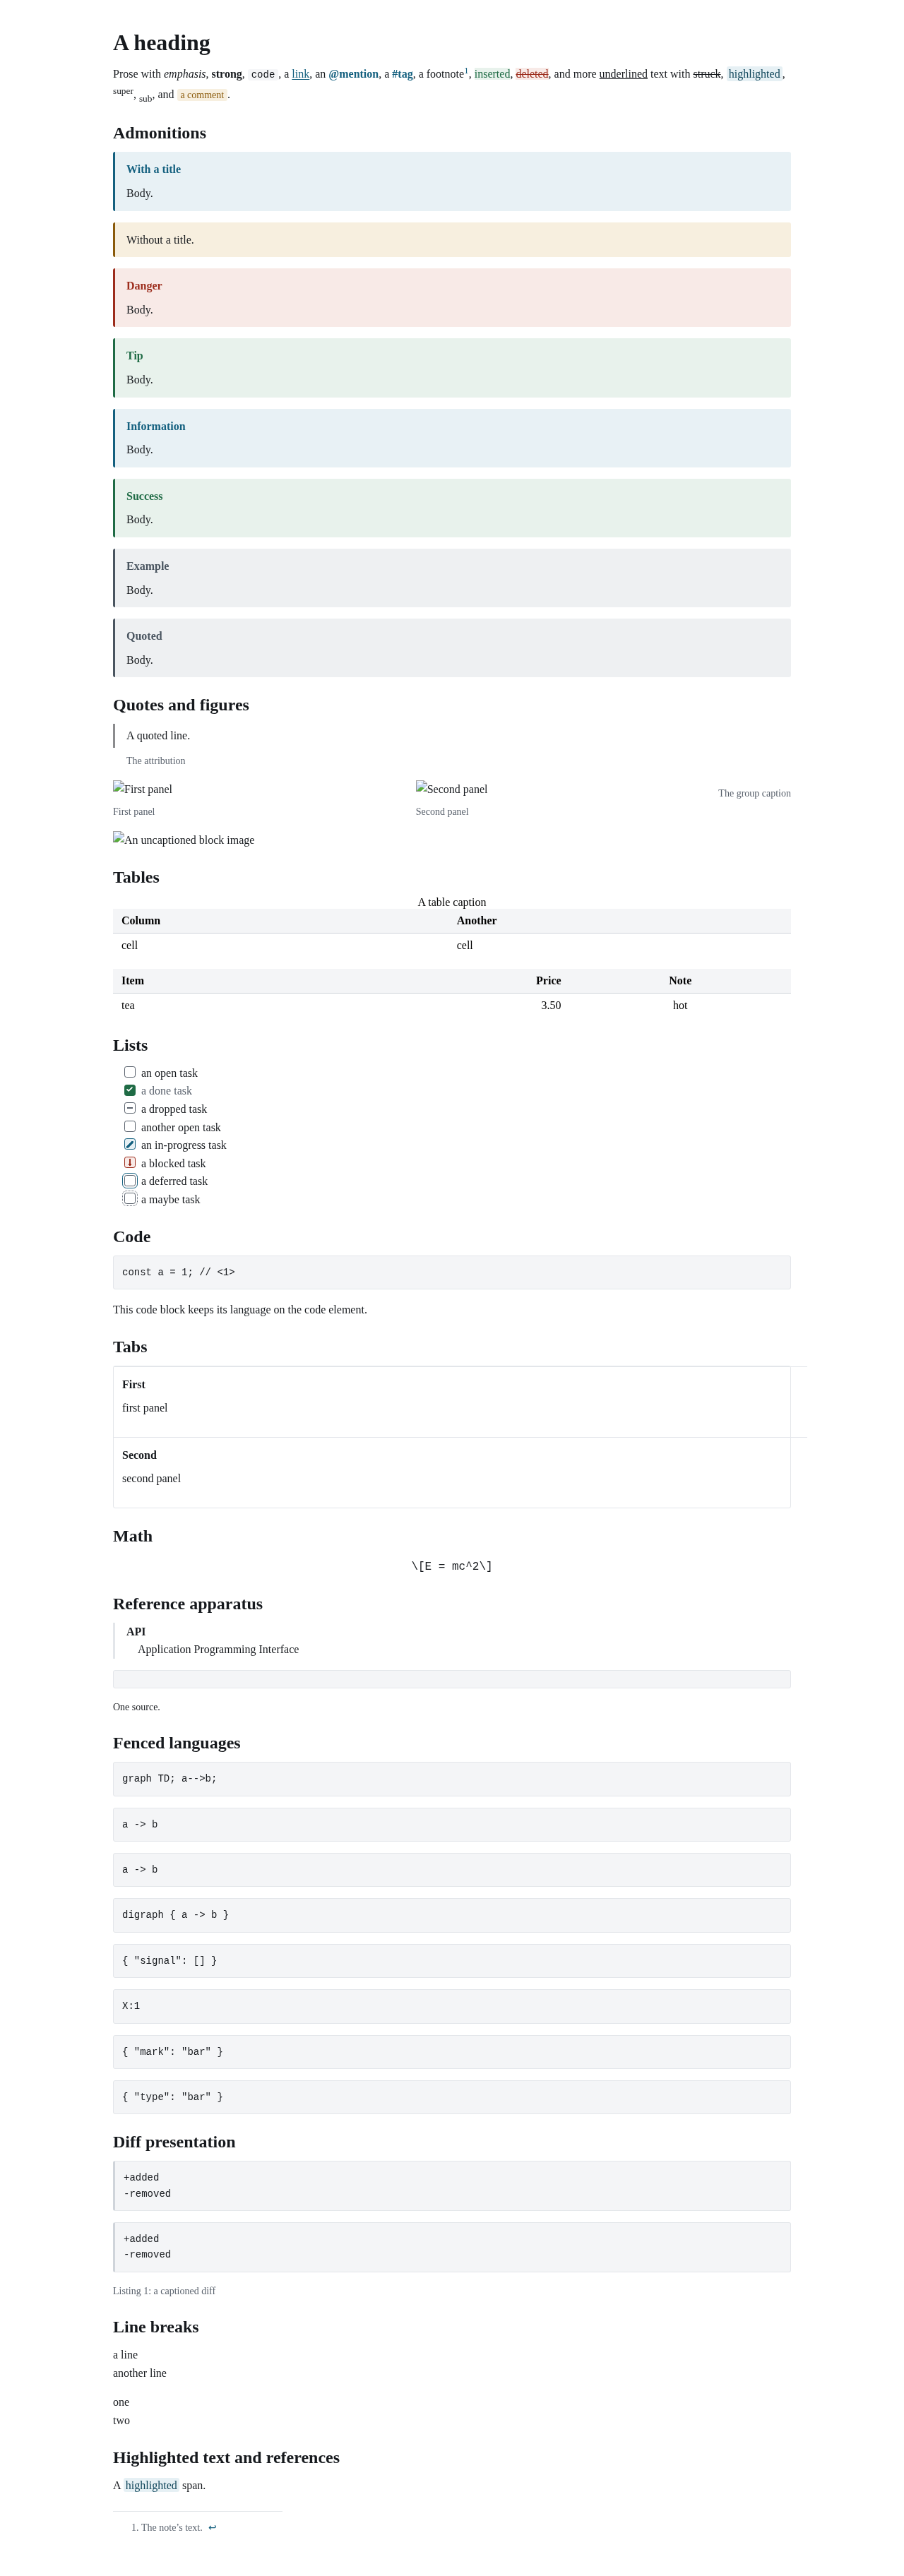 A heading
Prose with emphasis, strong, code, a link, an @mention, a #tag, a footnote1, inserted, deleted, and more underlined text with struck, highlighted,
super, sub, and a comment.
Admonitions
With a title
Body.
Without a title.
Danger
Body.
Tip
Body.
Information
Body.
Success
Body.
Example
Body.
Quoted
Body.
Quotes and figures
A quoted line.
The attribution
First panel Second panel The group caption
First panel Second panel
An uncaptioned block image
Tables
A table caption
Column Another
cell cell
Item Price Note
tea 3.50 hot
Lists
an open task
a done task
a dropped task
another open task
an in-progress task
a blocked task
a deferred task
a maybe task
Code
const a = 1; // <1>
This code block keeps its language on the code element.
Tabs
First
first panel
Second
second panel
Math
\[E = mc^2\]
Reference apparatus
API
Application Programming Interface
One source.
Fenced languages
graph TD; a-->b;
a -> b
a -> b
digraph { a -> b }
{ "signal": [] }
X:1
{ "mark": "bar" }
{ "type": "bar" }
Diff presentation
+added
-removed
+added
-removed
Listing 1: a captioned diff
Line breaks
a line
another line
one
two
Highlighted text and references
A highlighted span.
1. The note’s text. ↩